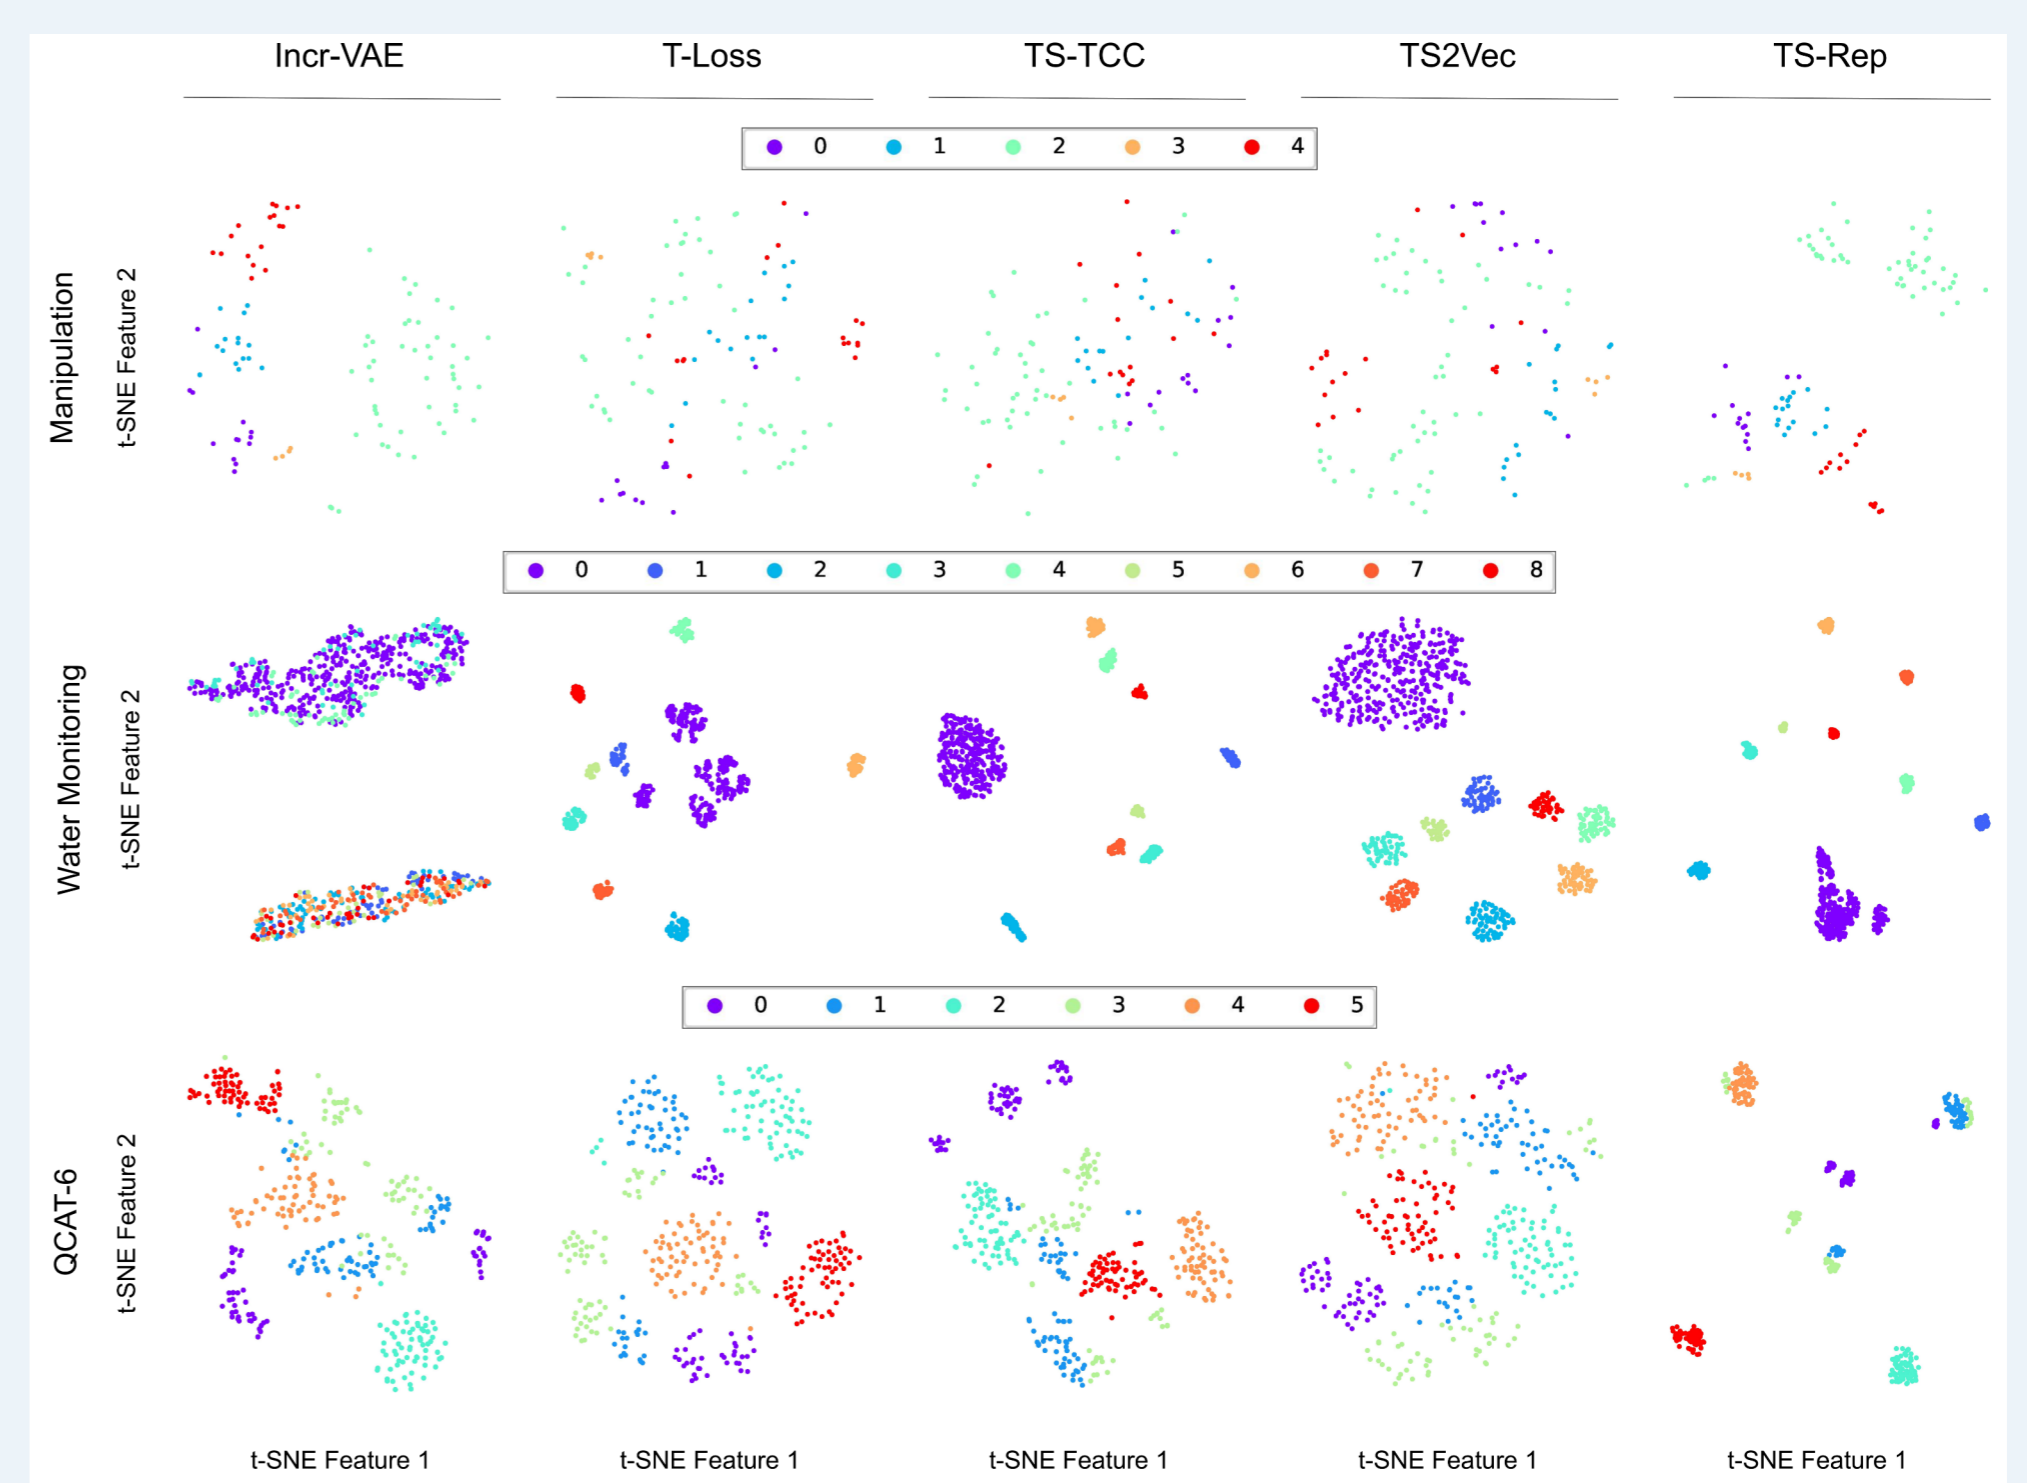 Incr-VAE T-Loss TS-TCC TS2Vec TS-Rep
0 1 2 3 4
Manipulation
t-SNE Feature 2
0 1 2 3 4 5 6 7 8
Water Monitoring
t-SNE Feature 2
0 1 2 3 4 5
QCAT-6
t-SNE Feature 2
t-SNE Feature 1 t-SNE Feature 1 t-SNE Feature 1 t-SNE Feature 1 t-SNE Feature 1